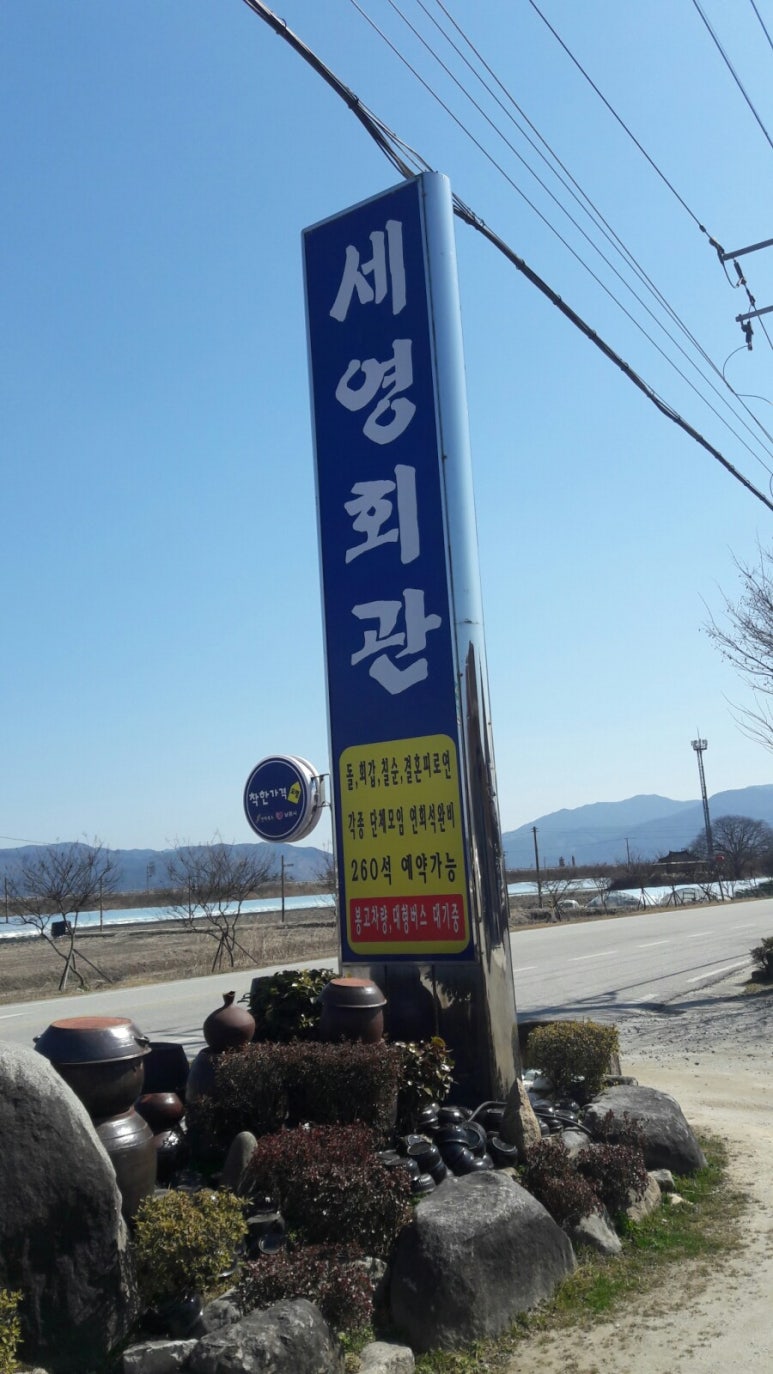 세영회관
돌,회갑,칠순,결혼피로연
각종 단체모임 연회석완비
260석 예약가능
봉고차량,대형버스 대기중
착한가격